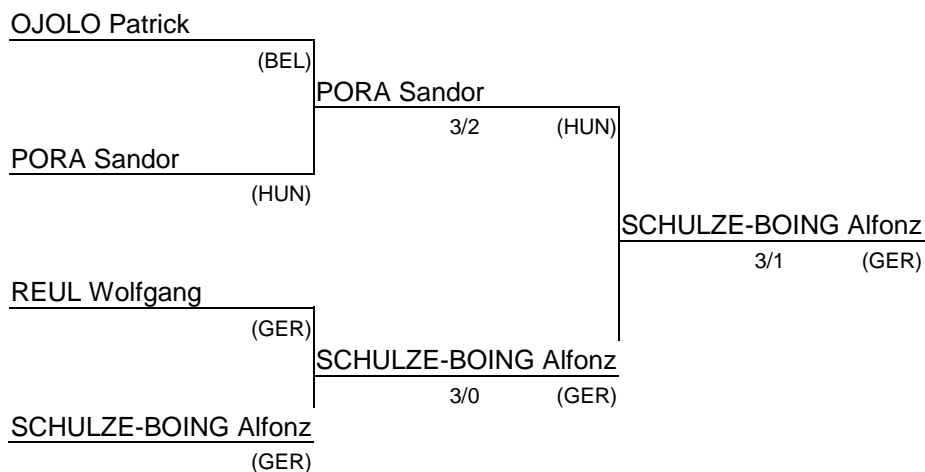 OJOLO Patrick
(BEL)
PORA Sandor
3/2 (HUN)
PORA Sandor
(HUN)
SCHULZE-BOING Alfonz
3/1 (GER)
REUL Wolfgang
(GER)
SCHULZE-BOING Alfonz
3/0 (GER)
SCHULZE-BOING Alfonz
(GER)